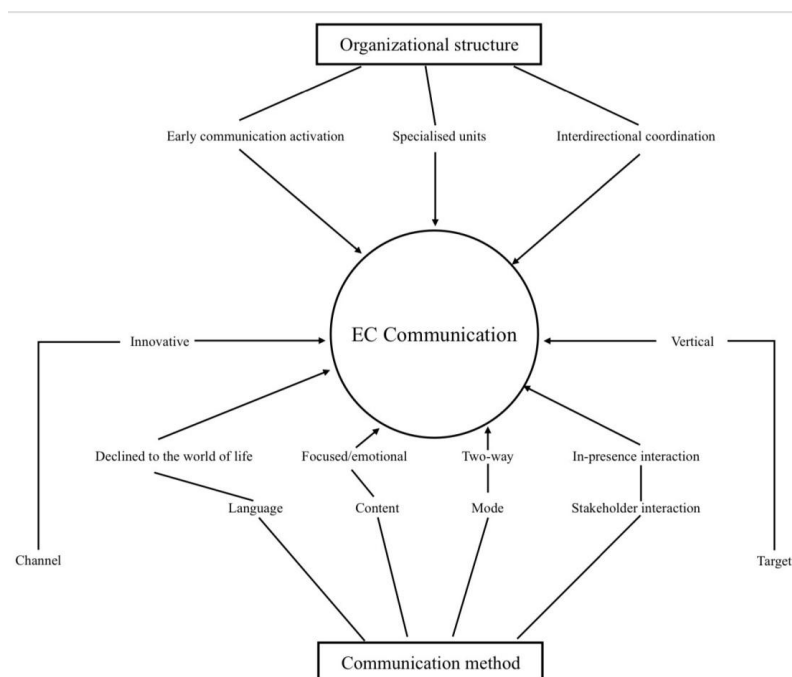 Organizational structure
Early communication activation
Specialised units
Interdirectional coordination
EC Communication
Innovative
Vertical
Declined to the world of life
Focused/emotional
Two-way
In-presence interaction
Language
Content
Mode
Stakeholder interaction
Channel
Target
Communication method